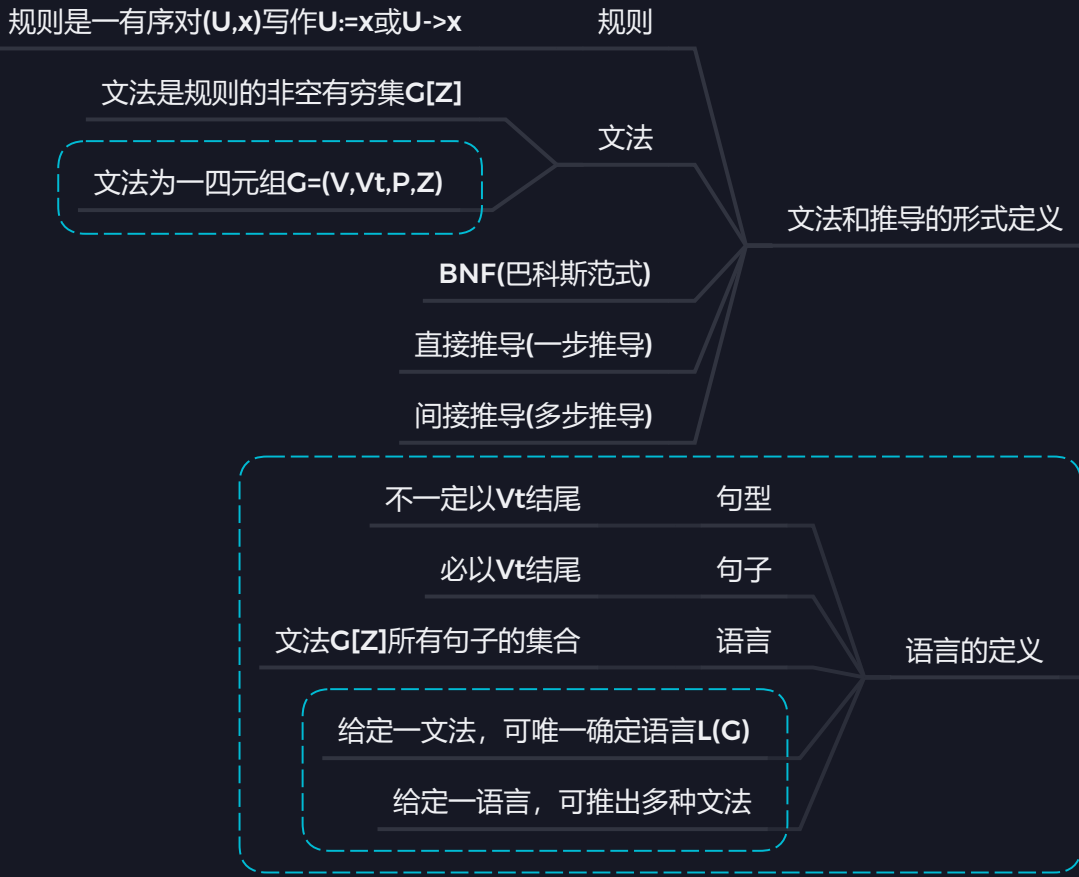 规则是一有序对(U,x)写作U:=x或U->x
规则
文法是规则的非空有穷集G[Z]
文法
文法为一四元组G=(V,Vt,P,Z)
文法和推导的形式定义
BNF(巴科斯范式)
直接推导(一步推导)
间接推导(多步推导)
不一定以Vt结尾
句型
必以Vt结尾
句子
文法G[Z]所有句子的集合
语言
语言的定义
给定一文法，可唯一确定语言L(G)
给定一语言，可推出多种文法